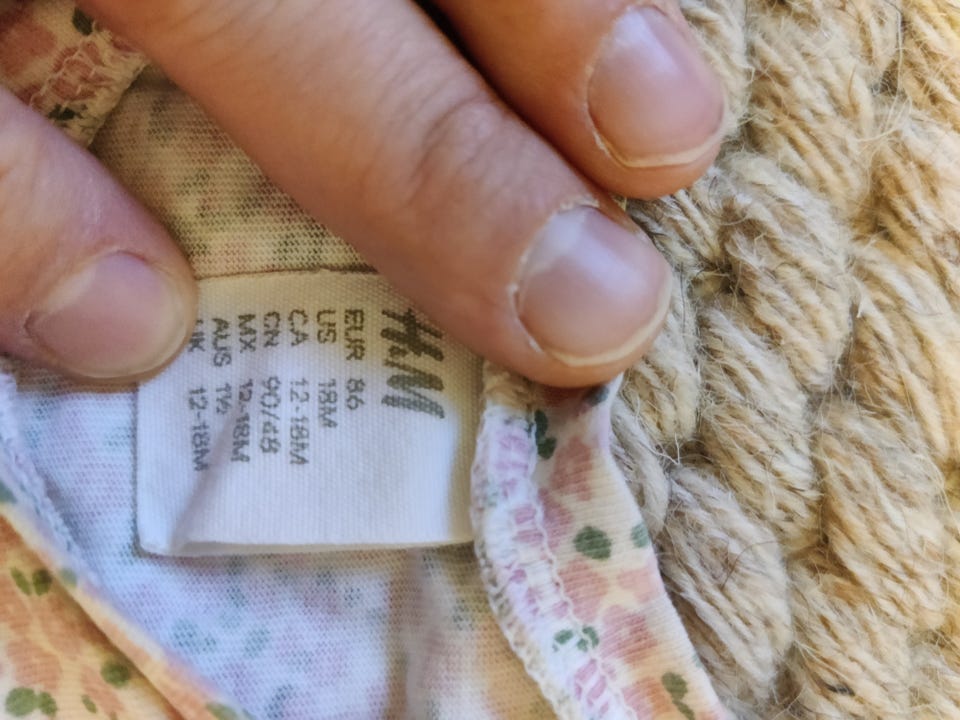 H&M
EUR 86
US 18M
CA 12-18M
CN 90/48
MX 12-18M
AUS 1½
UK 12-18M